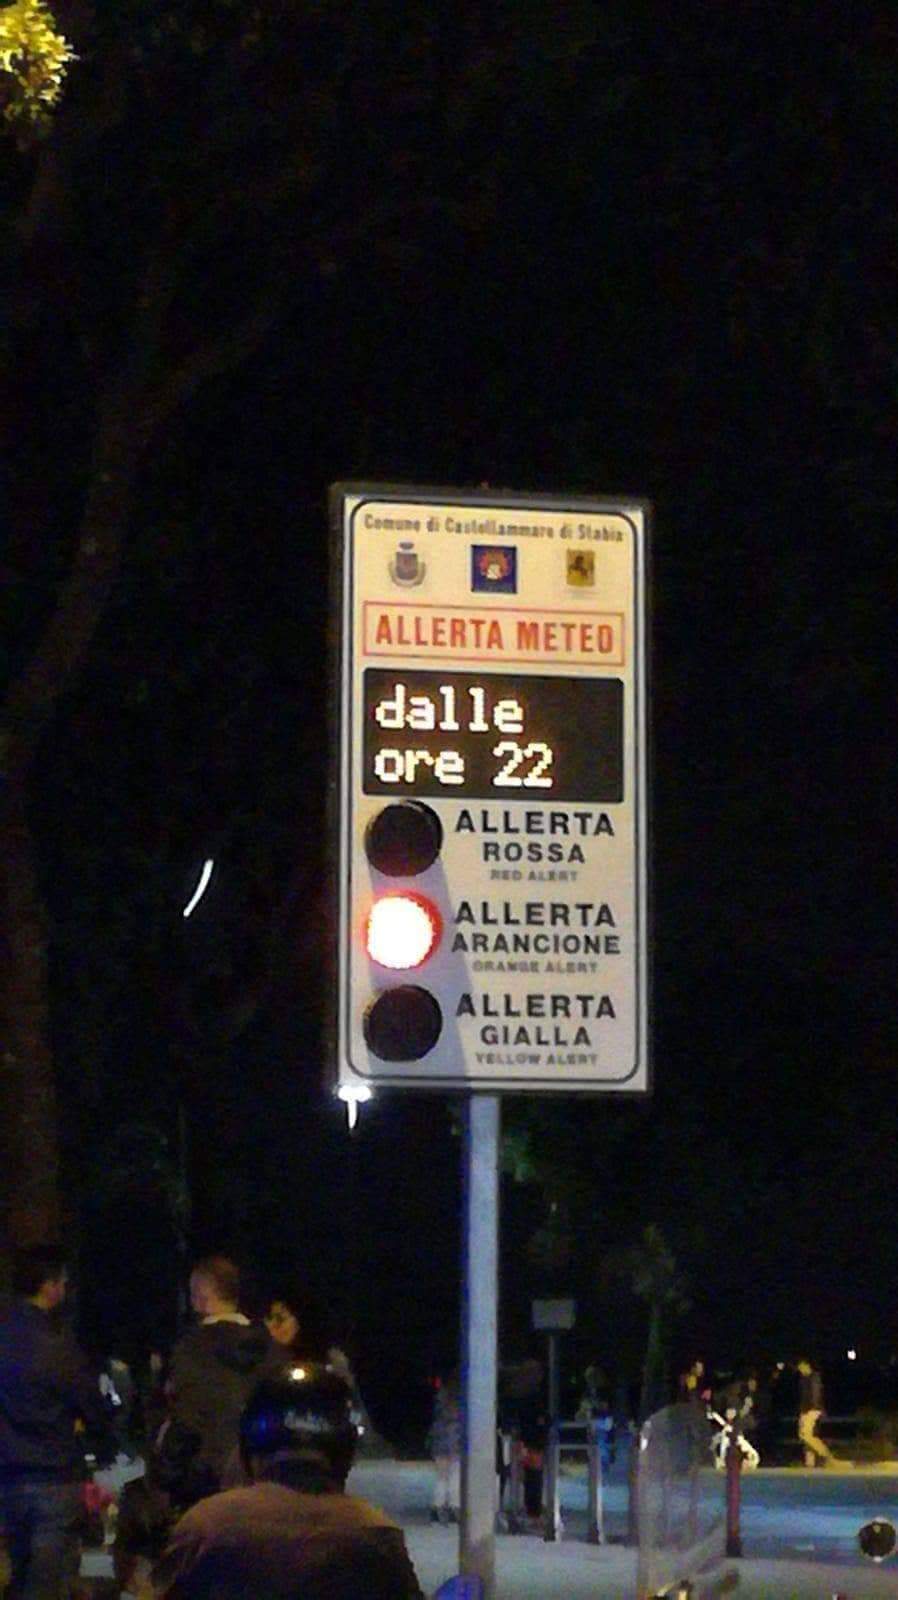 Comune di Castellammare di Stabia
ALLERTA METEO
dalle
ore 22
ALLERTA
ROSSA
RED ALERT
ALLERTA
ARANCIONE
ORANGE ALERT
ALLERTA
GIALLA
YELLOW ALERT